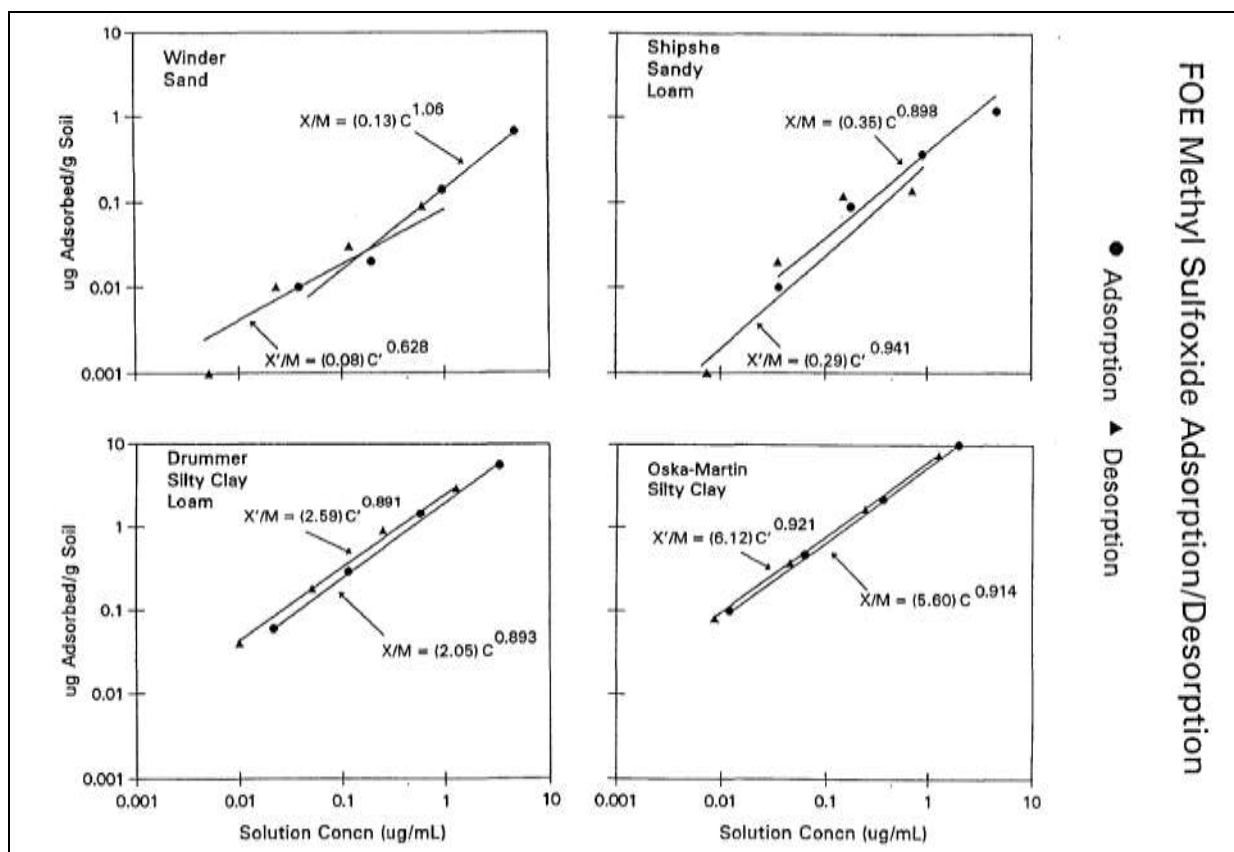 FOE Methyl Sulfoxide Adsorption/Desorption
● Adsorption ▲ Desorption
Winder
Sand
X/M = (0.13) C^1.06
X'/M = (0.08) C'^0.628
ug Adsorbed/g Soil
10
1
0.1
0.01
0.001
Shipshe
Sandy
Loam
X/M = (0.35) C^0.898
X'/M = (0.29) C'^0.941
Drummer
Silty Clay
Loam
X'/M = (2.59) C'^0.891
X/M = (2.05) C^0.893
ug Adsorbed/g Soil
10
1
0.1
0.01
0.001
0.001 0.01 0.1 1 10
Solution Concn (ug/mL)
Oska-Martin
Silty Clay
X'/M = (6.12) C'^0.921
X/M = (5.60) C^0.914
0.001 0.01 0.1 1 10
Solution Concn (ug/mL)